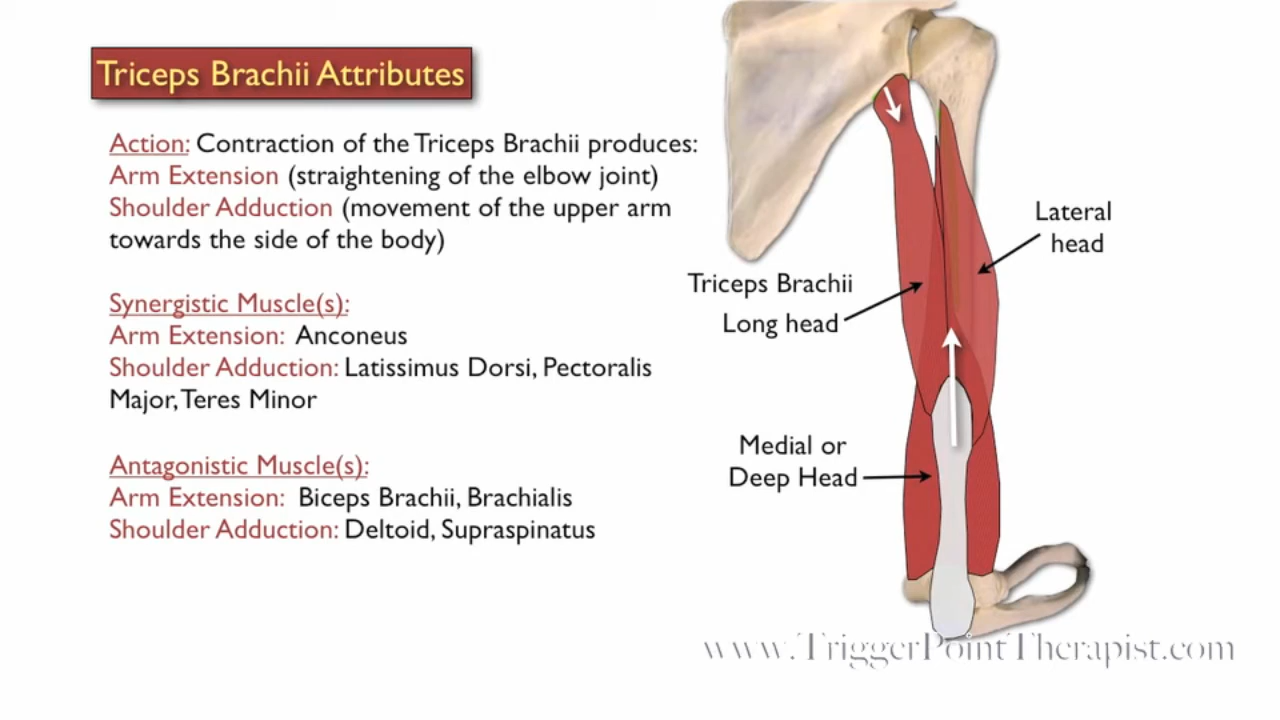 Triceps Brachii Attributes
Action: Contraction of the Triceps Brachii produces:
Arm Extension (straightening of the elbow joint)
Shoulder Adduction (movement of the upper arm
towards the side of the body)
Synergistic Muscle(s):
Arm Extension: Anconeus
Shoulder Adduction: Latissimus Dorsi, Pectoralis
Major, Teres Minor
Antagonistic Muscle(s):
Arm Extension: Biceps Brachii, Brachialis
Shoulder Adduction: Deltoid, Supraspinatus
Lateral
head
Triceps Brachii
Long head
Medial or
Deep Head
www.TriggerPointTherapist.com